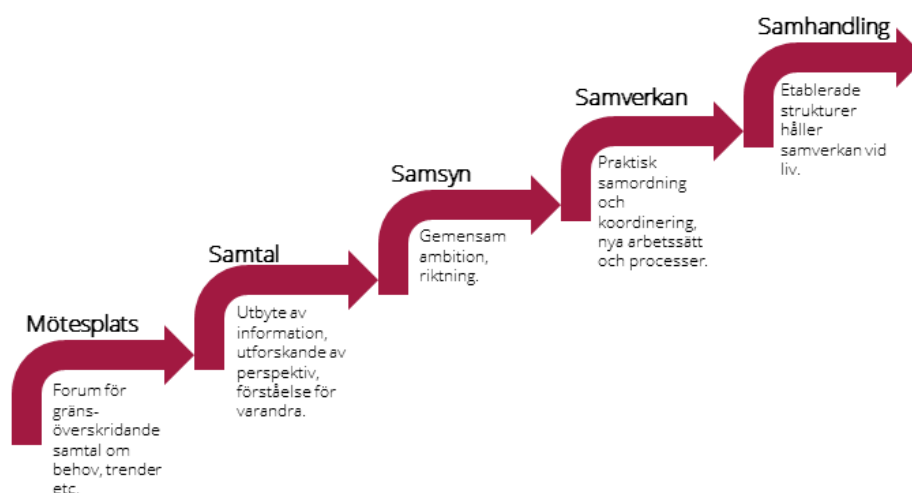 Mötesplats
Forum för
gräns-
överskridande
samtal om
behov, trender
etc.
Samtal
Utbyte av
information,
utforskande av
perspektiv,
förståelse för
varandra.
Samsyn
Gemensam
ambition,
riktning.
Samverkan
Praktisk
samordning
och
koordinering,
nya arbetssätt
och processer.
Samhandling
Etablerade
strukturer
håller
samverkan vid
liv.